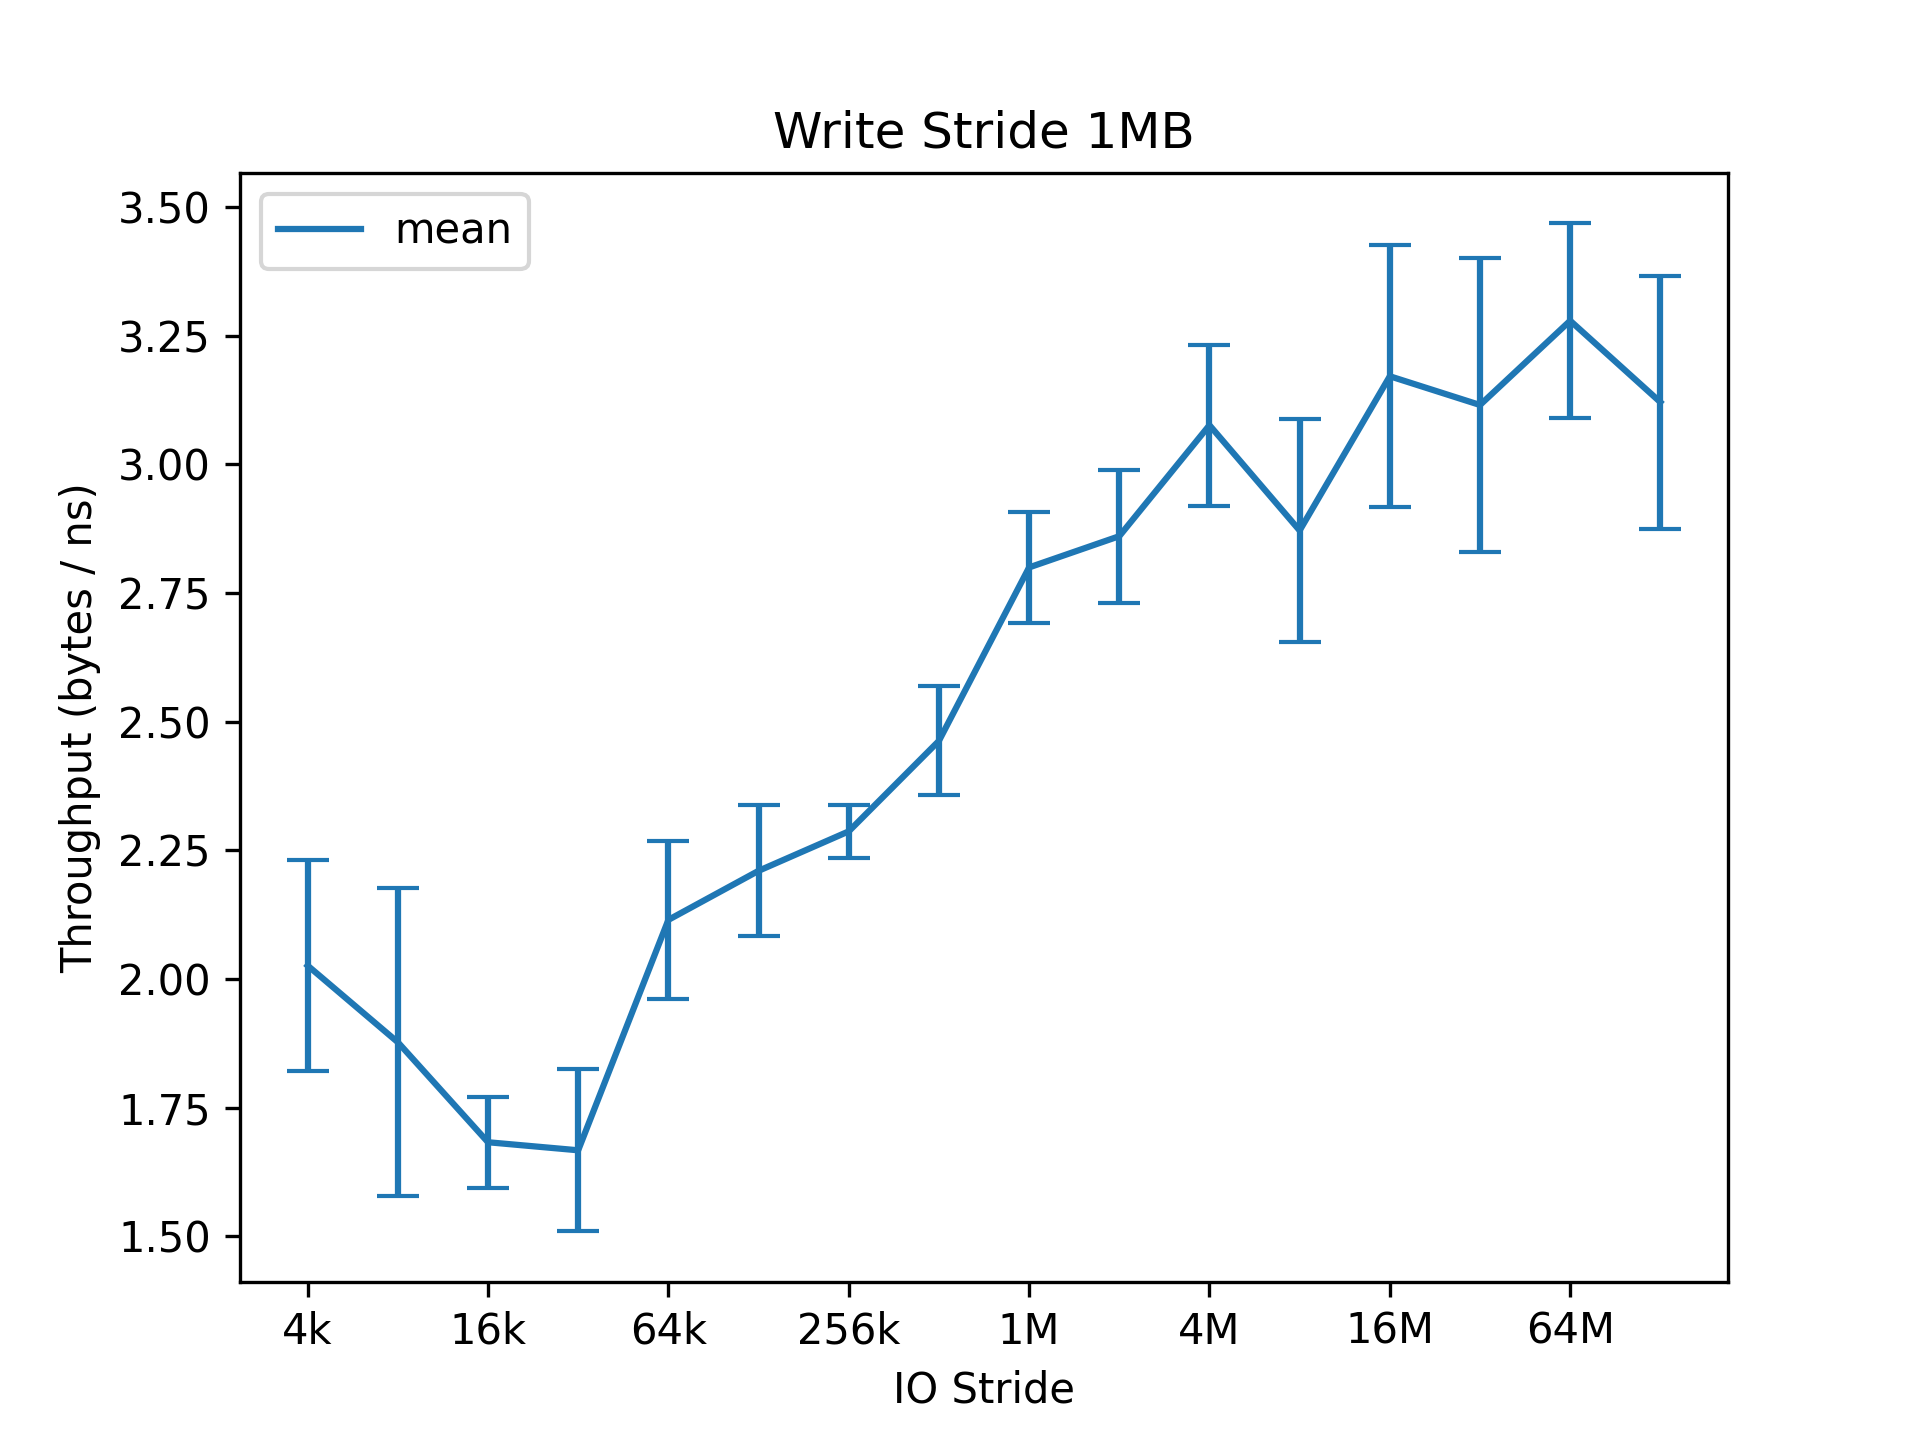 Write Stride 1MB
mean
3.50
3.25
3.00
2.75
2.50
2.25
2.00
1.75
1.50
Throughput (bytes / ns)
4k 16k 64k 256k 1M 4M 16M 64M
IO Stride